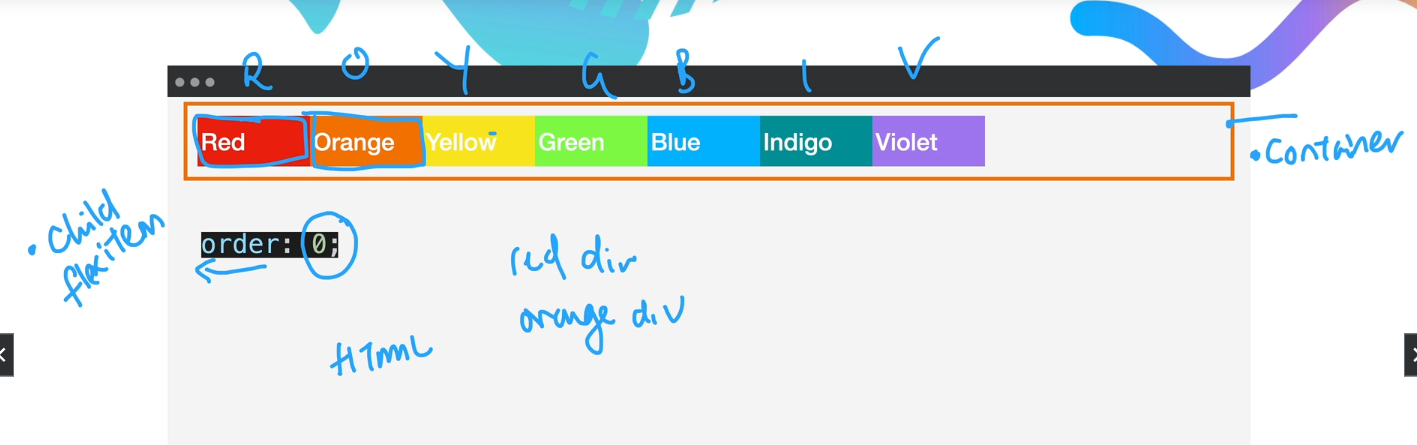 R O Y G B I V
Red Orange Yellow Green Blue Indigo Violet
• Container
• Child
flexitem
order: 0;
red div
orange div
HTML